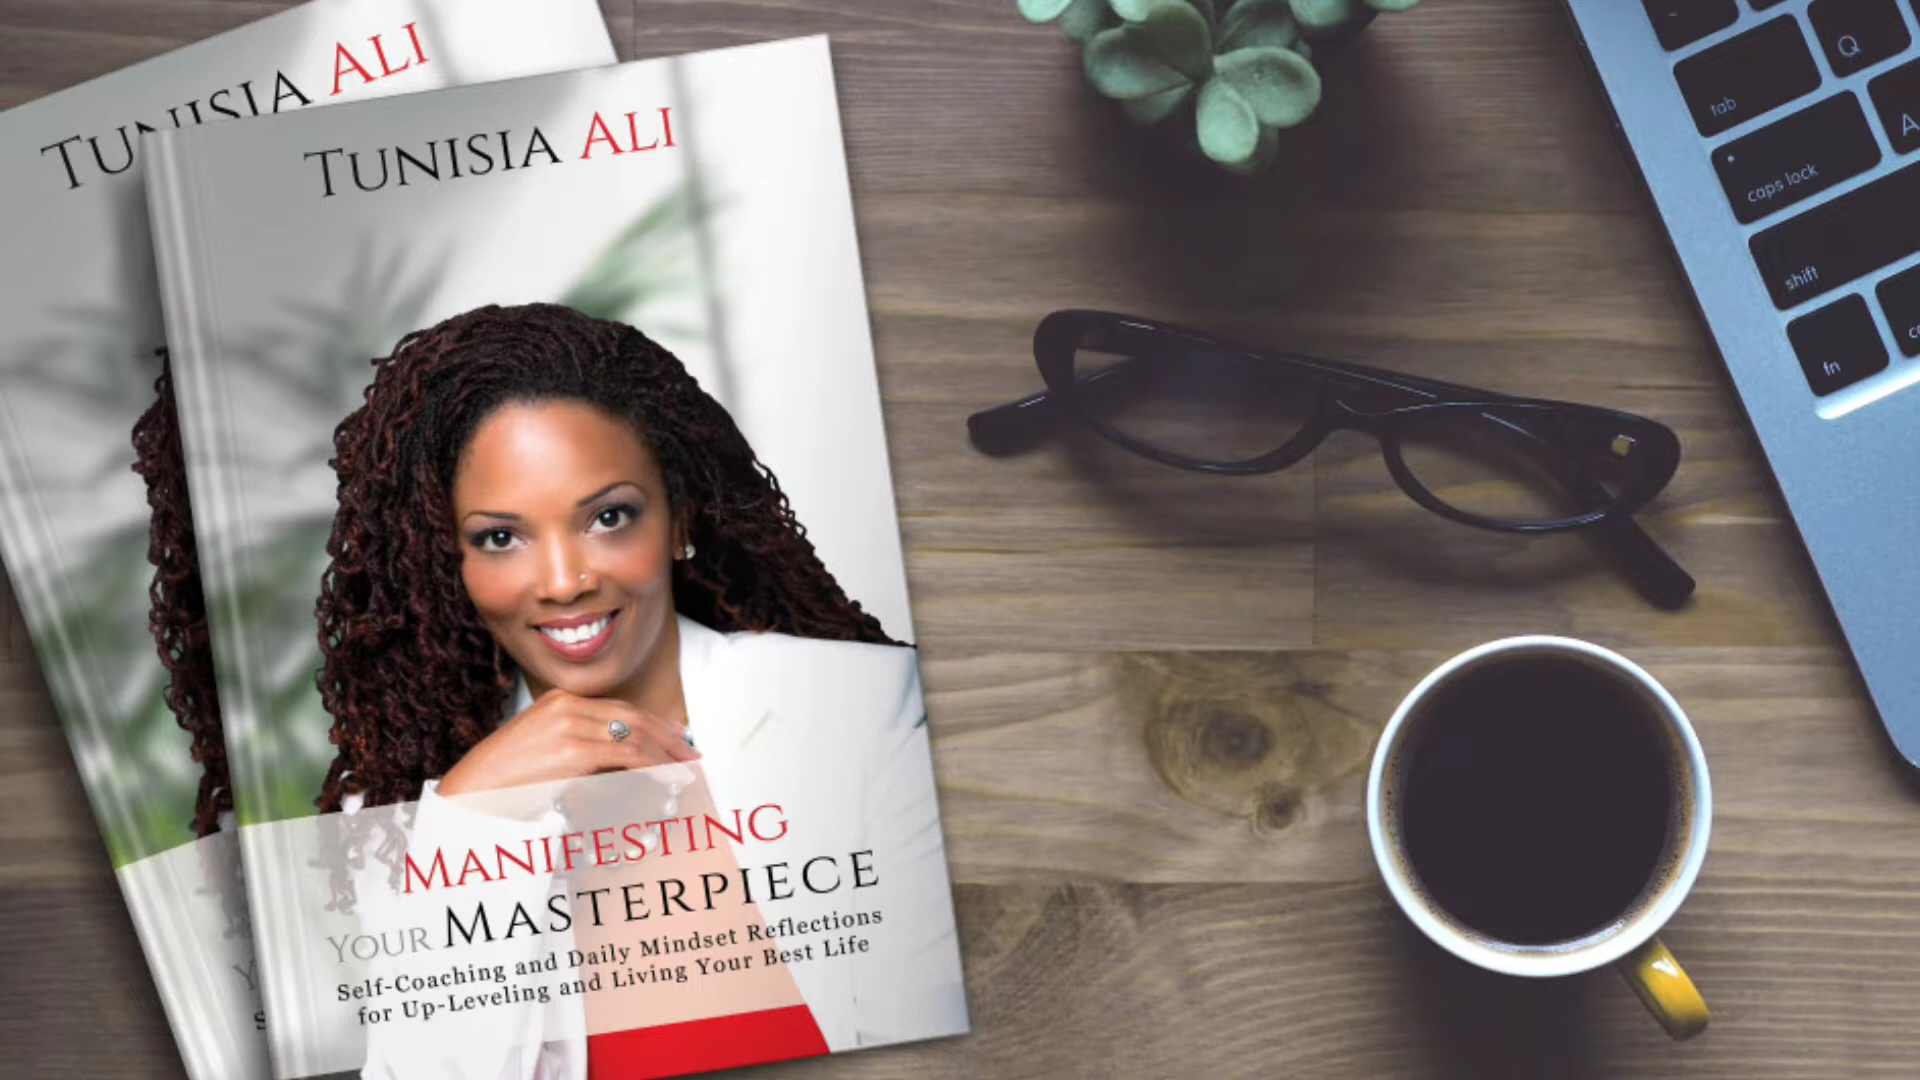 TUNISIA ALI
TUNISIA ALI
MANIFESTING
YOUR MASTERPIECE
Self-Coaching and Daily Mindset Reflections
for Up-Leveling and Living Your Best Life
Q
tab
A
caps lock
shift
fn